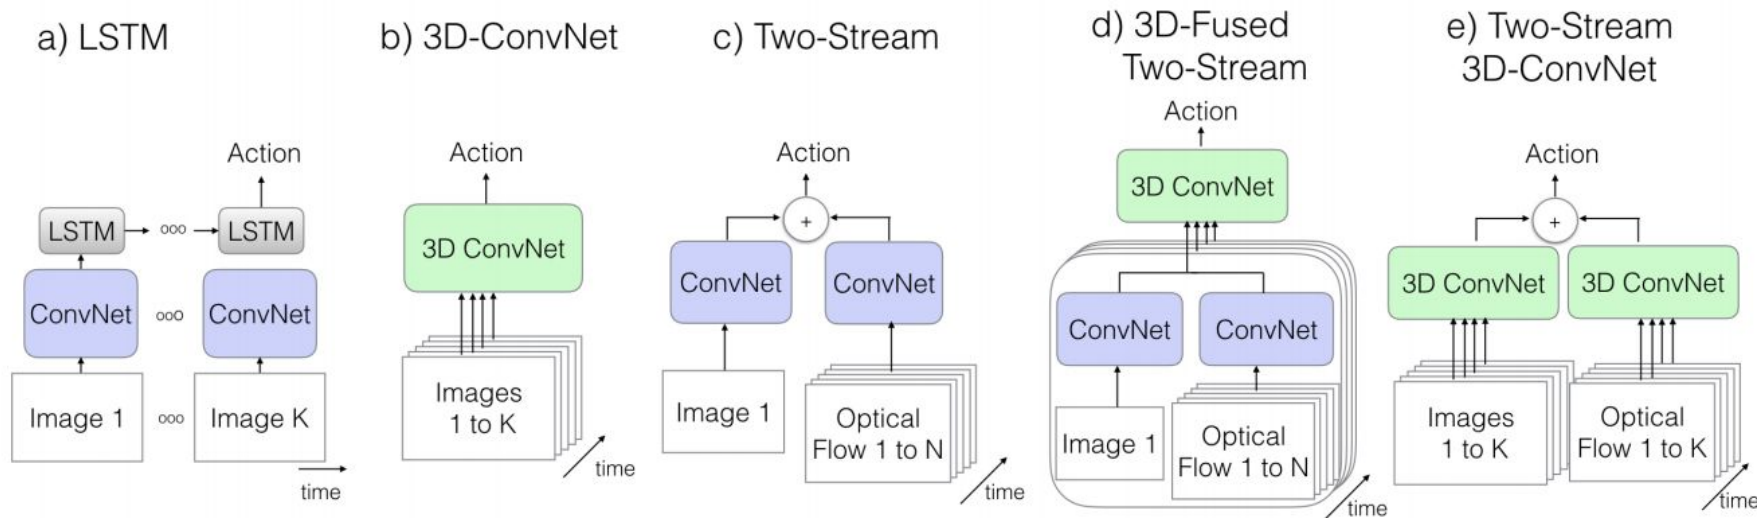 a) LSTM
Action
LSTM ooo LSTM
ConvNet ooo ConvNet
Image 1 ooo Image K
time
b) 3D-ConvNet
Action
3D ConvNet
Images
1 to K
time
c) Two-Stream
Action
+
ConvNet ConvNet
Image 1
Optical
Flow 1 to N
time
d) 3D-Fused
Two-Stream
Action
3D ConvNet
ConvNet ConvNet
Image 1
Optical
Flow 1 to N
time
e) Two-Stream
3D-ConvNet
Action
+
3D ConvNet 3D ConvNet
Images
1 to K
Optical
Flow 1 to K
time